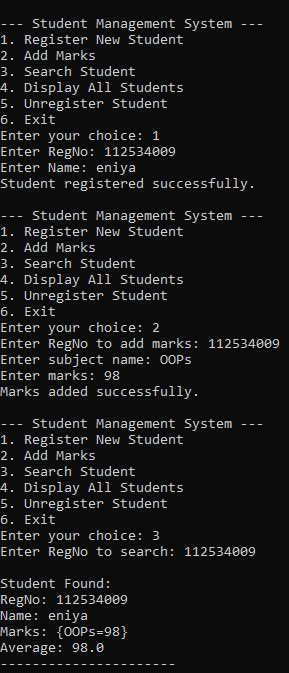 --- Student Management System ---
1. Register New Student
2. Add Marks
3. Search Student
4. Display All Students
5. Unregister Student
6. Exit
Enter your choice: 1
Enter RegNo: 112534009
Enter Name: eniya
Student registered successfully.
--- Student Management System ---
1. Register New Student
2. Add Marks
3. Search Student
4. Display All Students
5. Unregister Student
6. Exit
Enter your choice: 2
Enter RegNo to add marks: 112534009
Enter subject name: OOPs
Enter marks: 98
Marks added successfully.
--- Student Management System ---
1. Register New Student
2. Add Marks
3. Search Student
4. Display All Students
5. Unregister Student
6. Exit
Enter your choice: 3
Enter RegNo to search: 112534009
Student Found:
RegNo: 112534009
Name: eniya
Marks: {OOPs=98}
Average: 98.0
----------------------